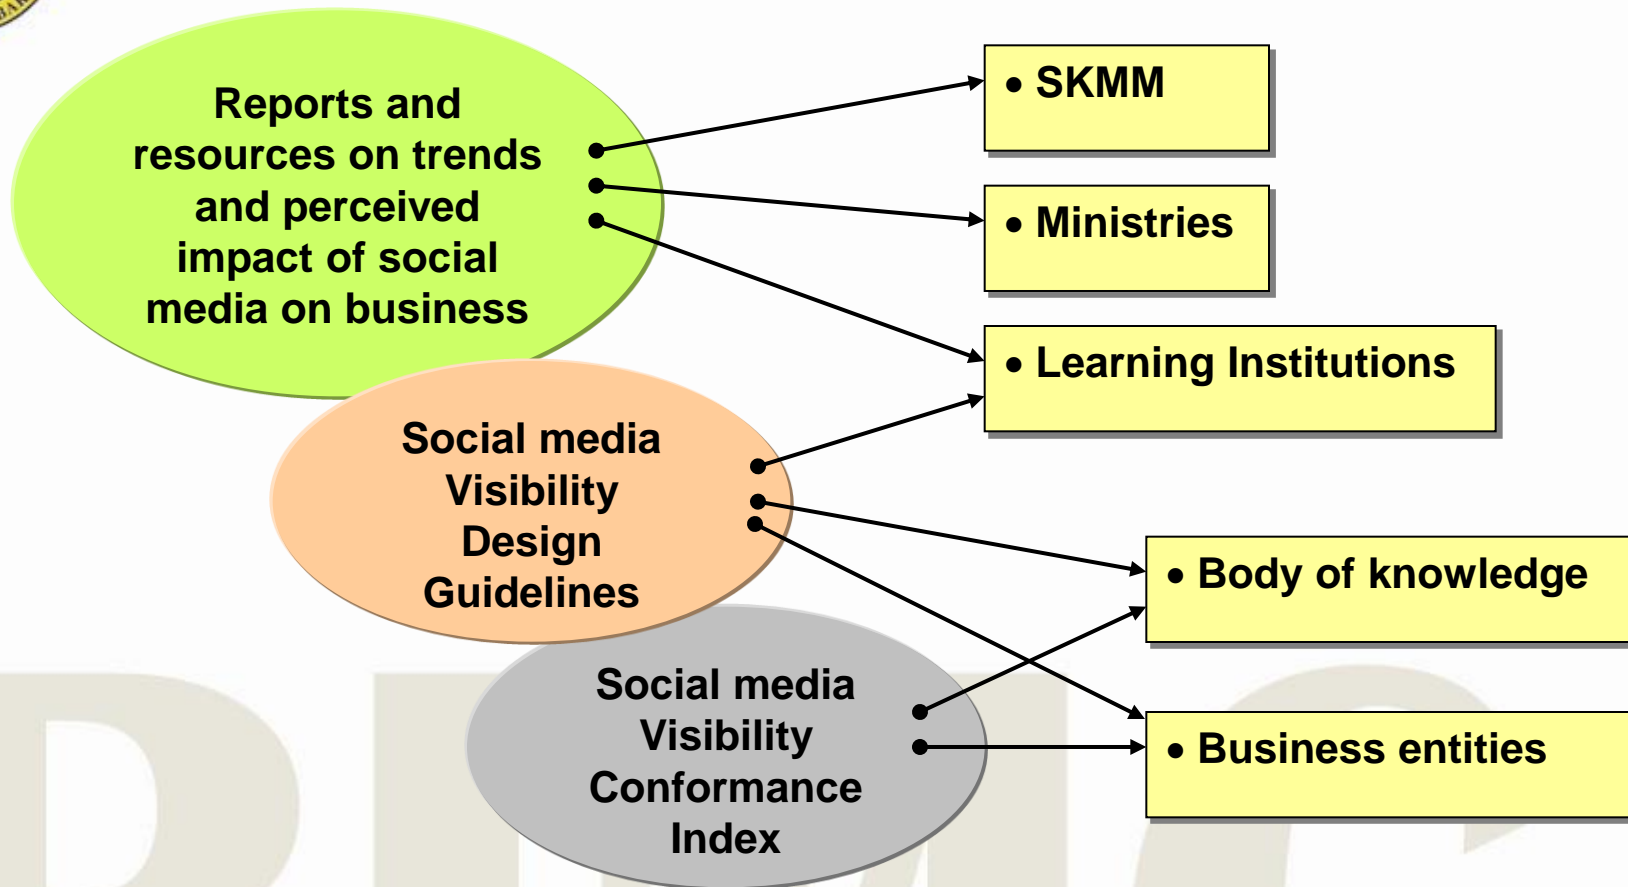 Reports and
resources on trends
and perceived
impact of social
media on business
• SKMM
• Ministries
• Learning Institutions
Social media
Visibility
Design
Guidelines
• Body of knowledge
Social media
Visibility
Conformance
Index
• Business entities